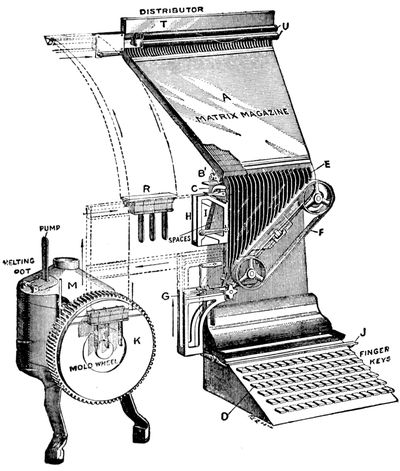 DISTRIBUTOR
T
U
A
MATRIX MAGAZINE
E
B'
C
R
H
I
SPACES
F
PUMP
MELTING
POT
M
G
K
MOLD WHEEL
J
FINGER
KEYS
D